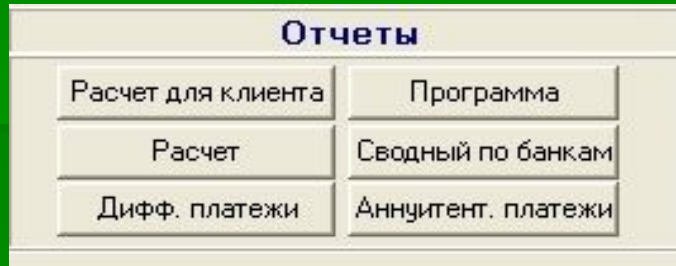 Отчеты
Расчет для клиента Программа
Расчет Сводный по банкам
Дифф. платежи Аннуитент. платежи